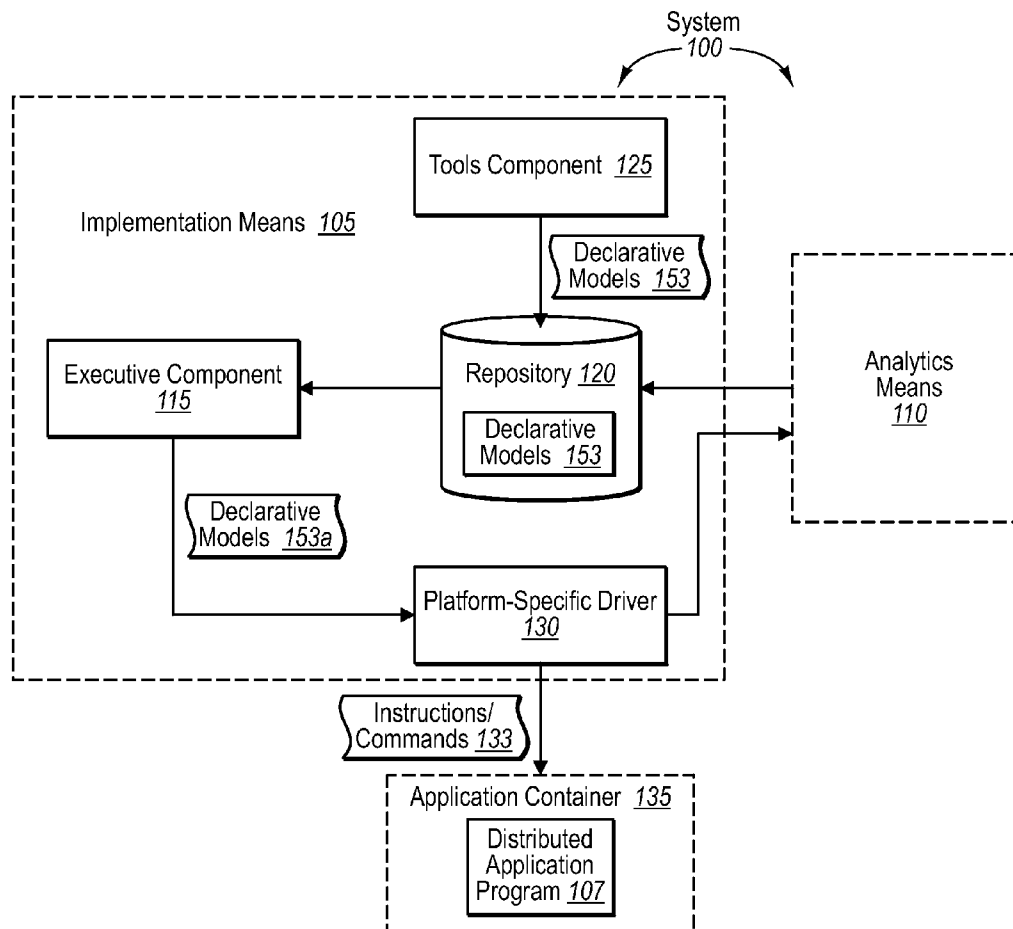 System
100
Tools Component 125
Implementation Means 105
Declarative
Models 153
Executive Component
115
Repository 120
Declarative
Models 153
Analytics
Means
110
Declarative
Models 153a
Platform-Specific Driver
130
Instructions/
Commands 133
Application Container 135
Distributed
Application
Program 107